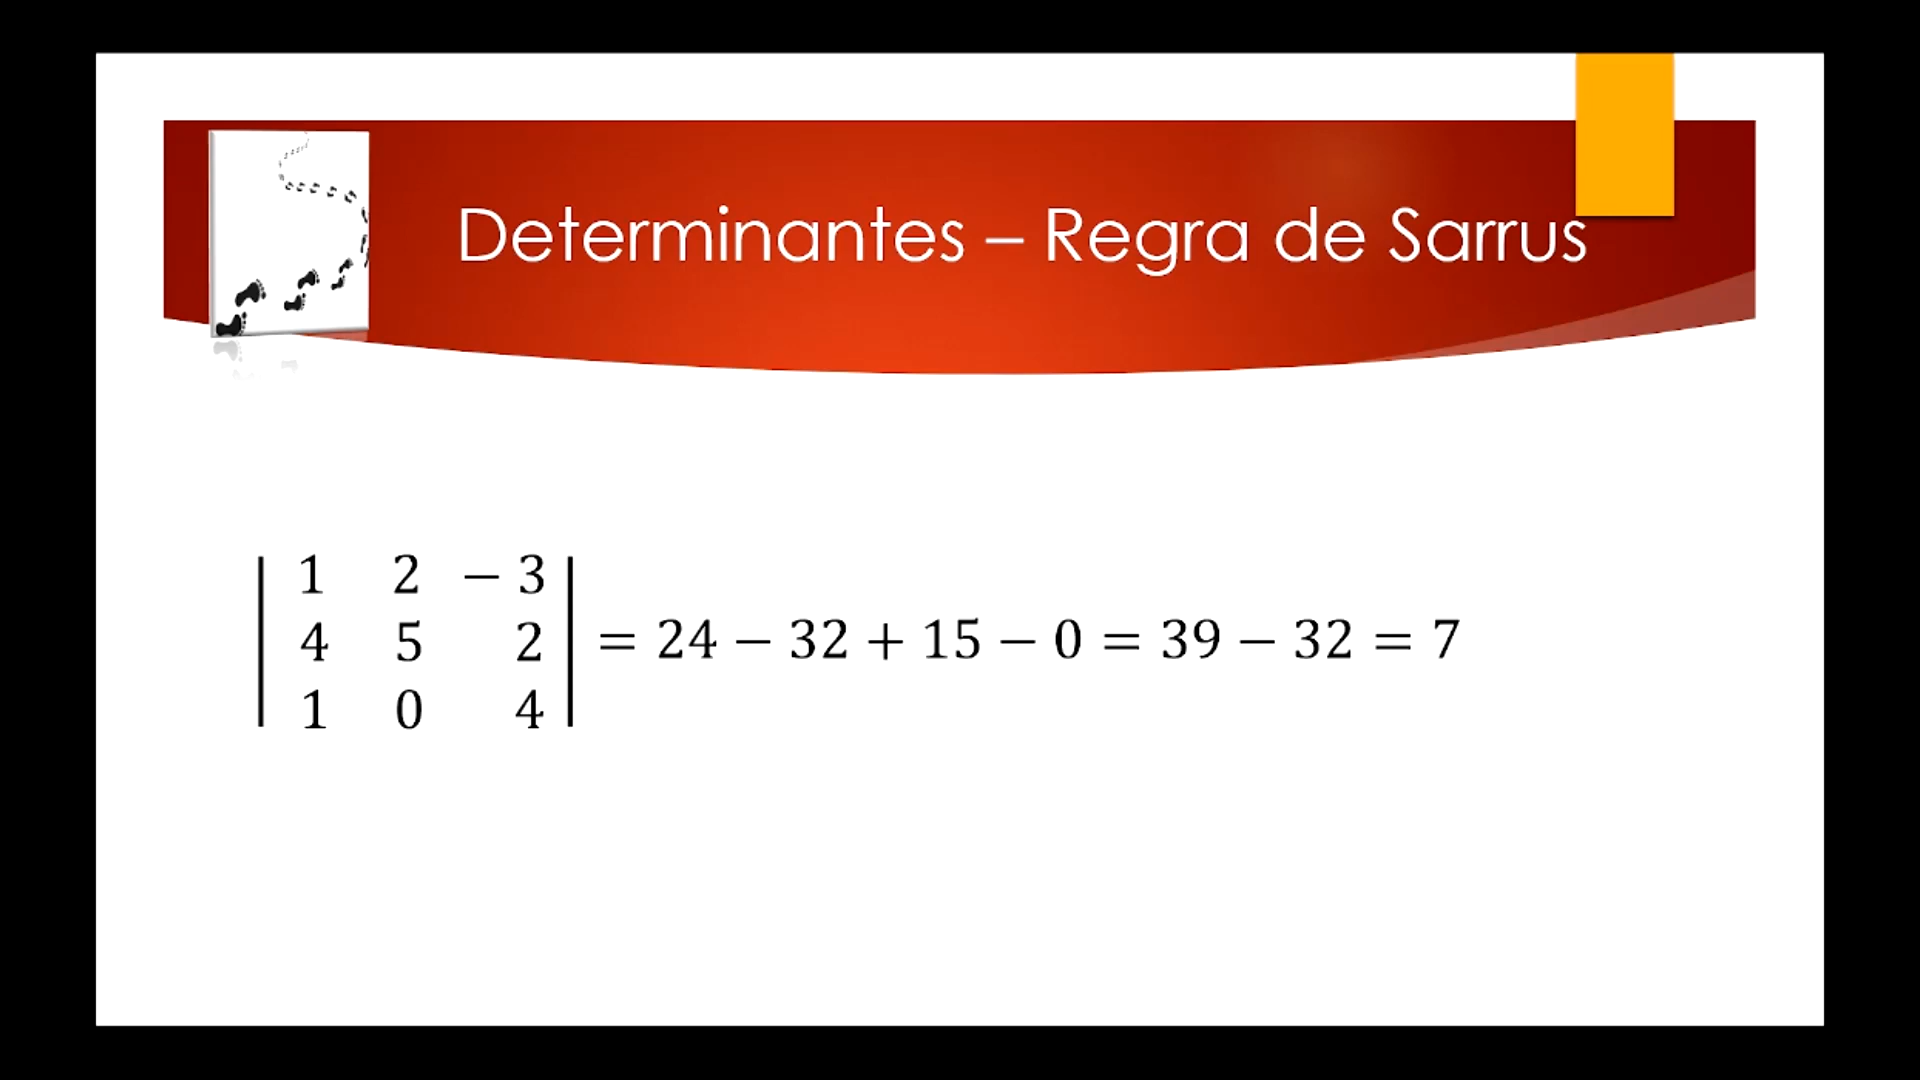 Determinantes – Regra de Sarrus
| 1 2 − 3 |
| 4 5 2 | = 24 − 32 + 15 − 0 = 39 − 32 = 7
| 1 0 4 |